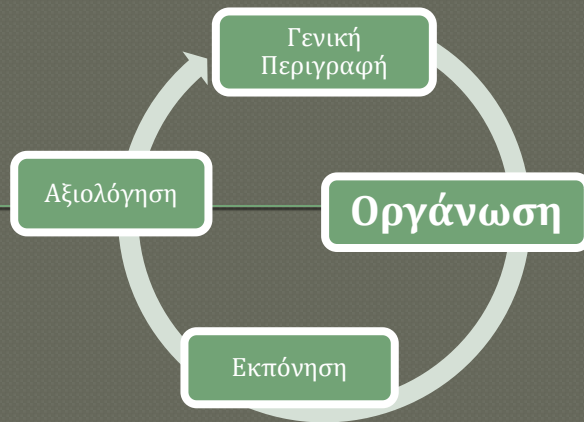 Γενική
Περιγραφή
Οργάνωση
Εκπόνηση
Αξιολόγηση